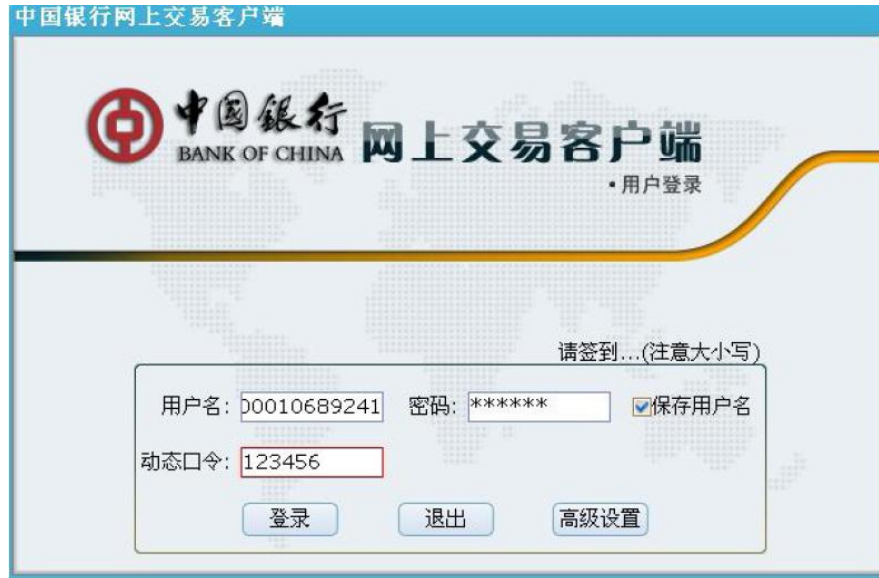 中国银行网上交易客户端
中國銀行
BANK OF CHINA
网上交易客户端
▪用户登录
请签到...(注意大小写)
用户名: 00010689241 密码: ****** 保存用户名
动态口令: 123456
登录 退出 高级设置